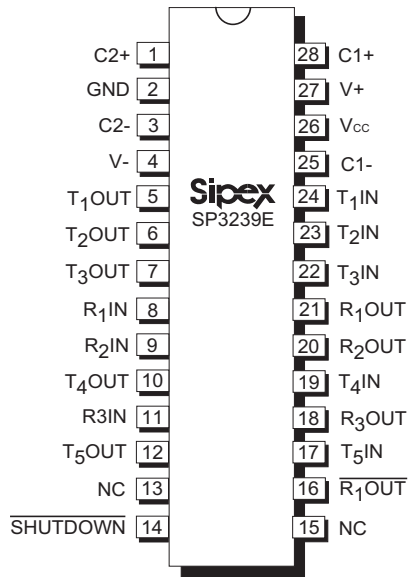 C2+ 1 28 C1+
GND 2 27 V+
C2- 3 26 Vcc
V- 4 25 C1-
Sipex
T1OUT 5 24 T1IN
SP3239E
T2OUT 6 23 T2IN
T3OUT 7 22 T3IN
R1IN 8 21 R1OUT
R2IN 9 20 R2OUT
T4OUT 10 19 T4IN
R3IN 11 18 R3OUT
T5OUT 12 17 T5IN
NC 13 16 R1OUT
SHUTDOWN 14 15 NC